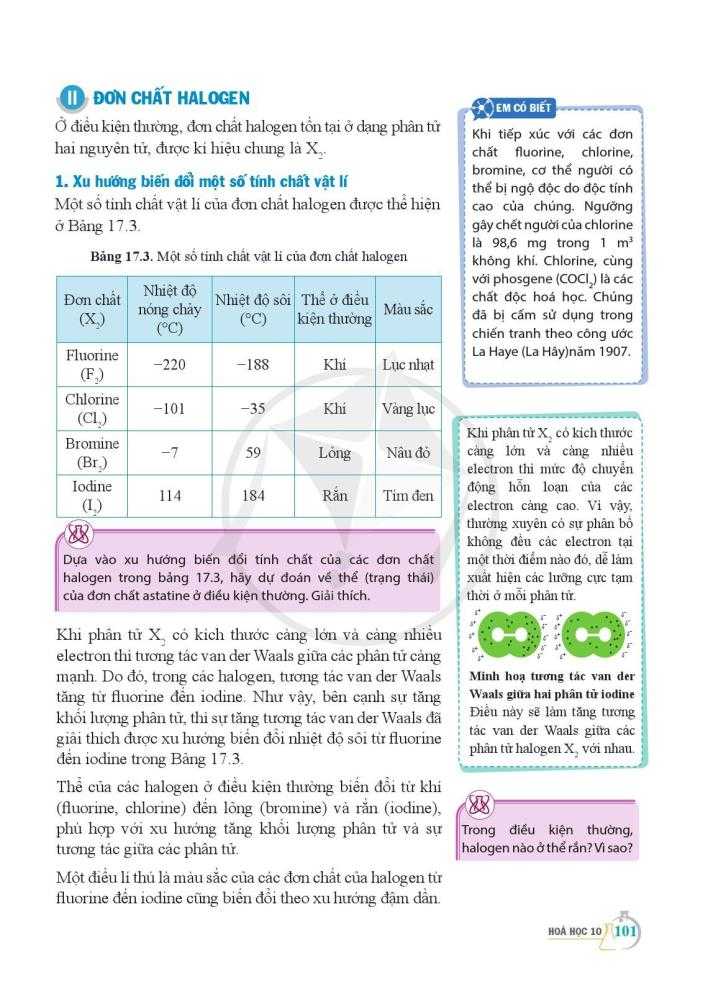 II ĐƠN CHẤT HALOGEN
Ở điều kiện thường, đơn chất halogen tồn tại ở dạng phân tử
hai nguyên tử, được kí hiệu chung là X₂.
1. Xu hướng biến đổi một số tính chất vật lí
Một số tính chất vật lí của đơn chất halogen được thể hiện
ở Bảng 17.3.
Bảng 17.3. Một số tính chất vật lí của đơn chất halogen
Đơn chất (X₂) Nhiệt độ nóng chảy (°C) Nhiệt độ sôi (°C) Thể ở điều kiện thường Màu sắc
Fluorine (F₂) −220 −188 Khí Lục nhạt
Chlorine (Cl₂) −101 −35 Khí Vàng lục
Bromine (Br₂) −7 59 Lỏng Nâu đỏ
Iodine (I₂) 114 184 Rắn Tím đen
Dựa vào xu hướng biến đổi tính chất của các đơn chất
halogen trong bảng 17.3, hãy dự đoán về thể (trạng thái)
của đơn chất astatine ở điều kiện thường. Giải thích.
Khi phân tử X₂ có kích thước càng lớn và càng nhiều
electron thì tương tác van der Waals giữa các phân tử càng
mạnh. Do đó, trong các halogen, tương tác van der Waals
tăng từ fluorine đến iodine. Như vậy, bên cạnh sự tăng
khối lượng phân tử, thì sự tăng tương tác van der Waals đã
giải thích được xu hướng biến đổi nhiệt độ sôi từ fluorine
đến iodine trong Bảng 17.3.
Thể của các halogen ở điều kiện thường biến đổi từ khí
(fluorine, chlorine) đến lỏng (bromine) và rắn (iodine),
phù hợp với xu hướng tăng khối lượng phân tử và sự
tương tác giữa các phân tử.
Một điều lí thú là màu sắc của các đơn chất của halogen từ
fluorine đến iodine cũng biến đổi theo xu hướng đậm dần.
EM CÓ BIẾT
Khi tiếp xúc với các đơn
chất fluorine, chlorine,
bromine, cơ thể người có
thể bị ngộ độc do độc tính
cao của chúng. Ngưỡng
gây chết người của chlorine
là 98,6 mg trong 1 m³
không khí. Chlorine, cùng
với phosgene (COCl₂) là các
chất độc hoá học. Chúng
đã bị cấm sử dụng trong
chiến tranh theo công ước
La Haye (La Hây)năm 1907.
Khi phân tử X₂ có kích thước
càng lớn và càng nhiều
electron thì mức độ chuyển
động hỗn loạn của các
electron càng cao. Vì vậy,
thường xuyên có sự phân bố
không đều các electron tại
một thời điểm nào đó, dễ làm
xuất hiện các lưỡng cực tạm
thời ở mỗi phân tử.
Minh hoạ tương tác van der
Waals giữa hai phân tử iodine
Điều này sẽ làm tăng tương
tác van der Waals giữa các
phân tử halogen X₂ với nhau.
Trong điều kiện thường,
halogen nào ở thể rắn? Vì sao?
HOÁ HỌC 10 101